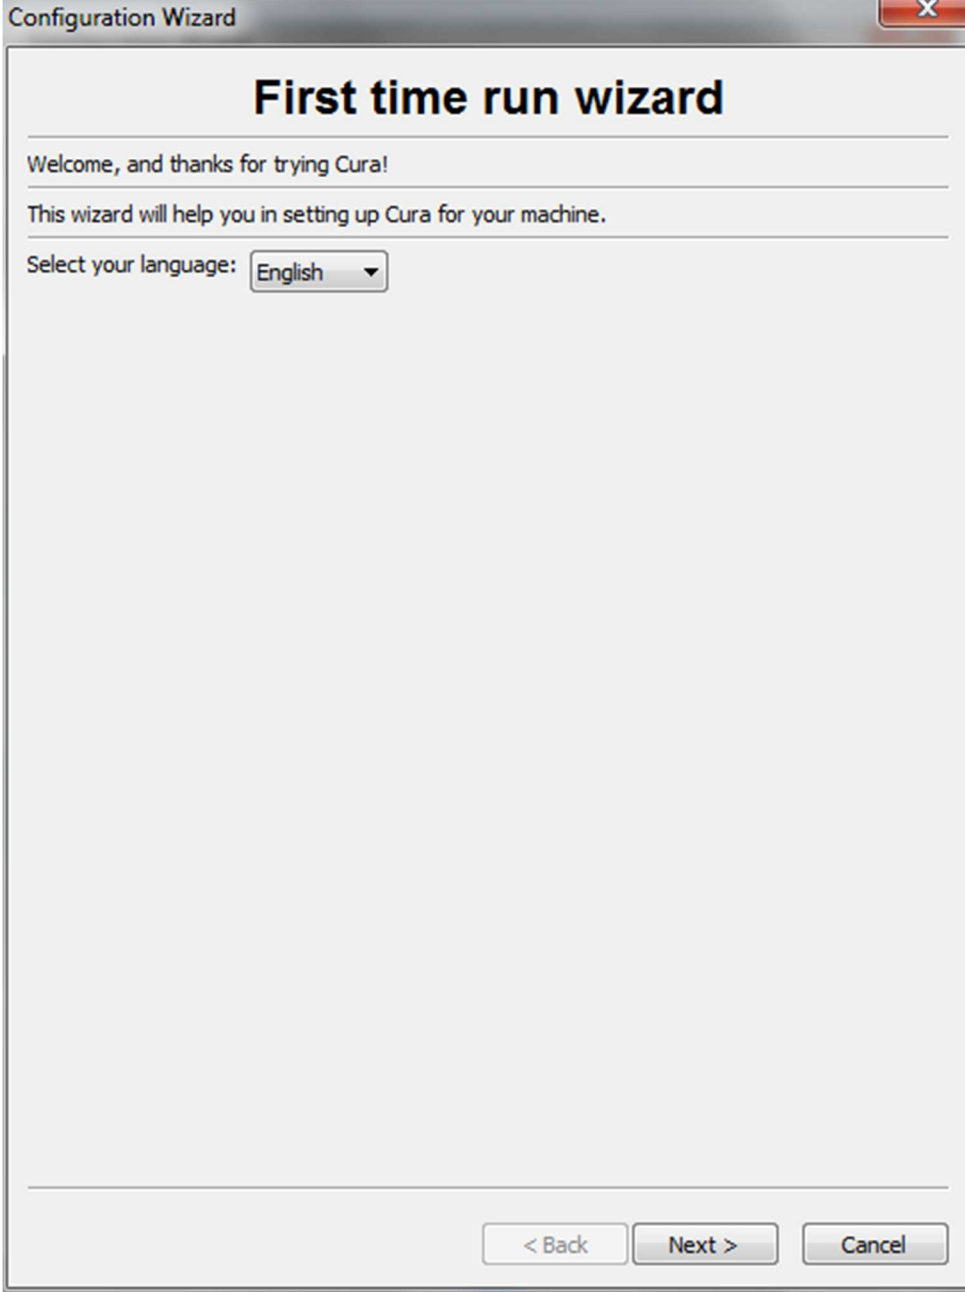 Configuration Wizard
First time run wizard
Welcome, and thanks for trying Cura!
This wizard will help you in setting up Cura for your machine.
Select your language: English
< Back Next > Cancel